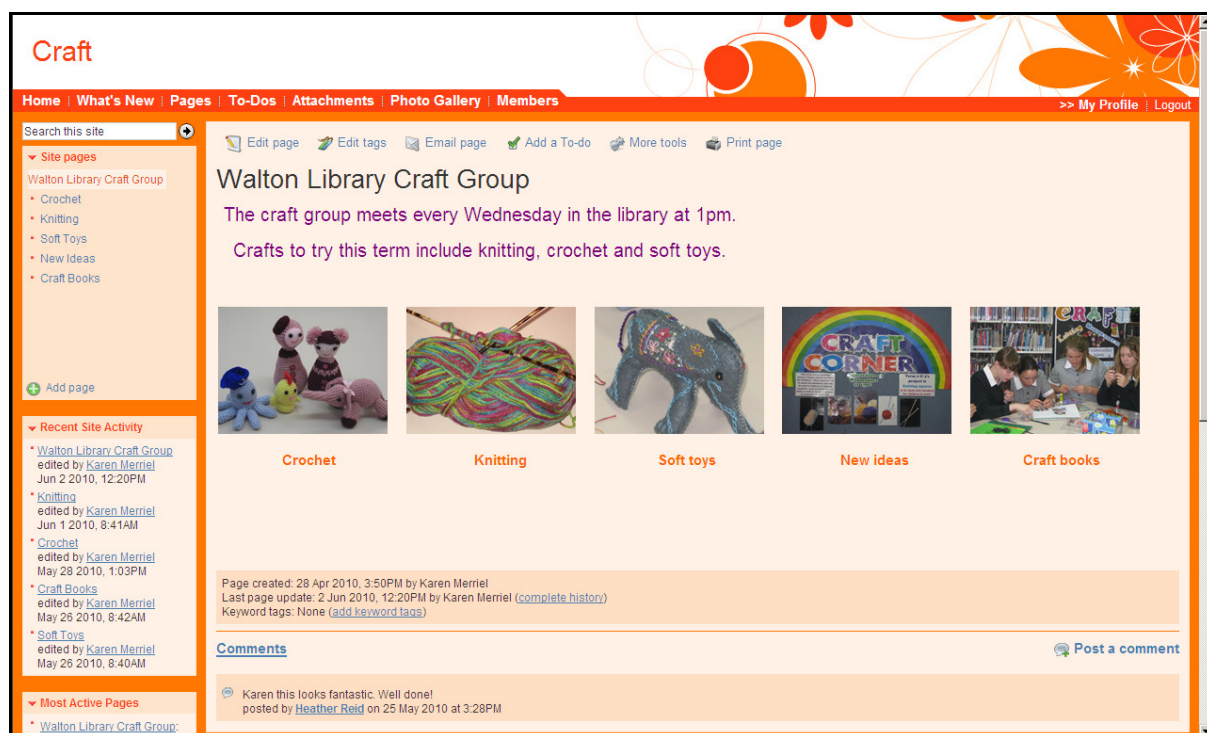 Craft
Home | What's New | Pages | To-Dos | Attachments | Photo Gallery | Members
>> My Profile | Logout
Search this site
Site pages
Walton Library Craft Group
Crochet
Knitting
Soft Toys
New Ideas
Craft Books
Add page
Recent Site Activity
Walton Library Craft Group
edited by Karen Merriel
Jun 2 2010, 12:20PM
Knitting
edited by Karen Merriel
Jun 1 2010, 8:41AM
Crochet
edited by Karen Merriel
May 28 2010, 1:03PM
Craft Books
edited by Karen Merriel
May 26 2010, 8:42AM
Soft Toys
edited by Karen Merriel
May 26 2010, 8:40AM
Most Active Pages
Walton Library Craft Group:
Edit page Edit tags Email page Add a To-do More tools Print page
Walton Library Craft Group
The craft group meets every Wednesday in the library at 1pm.
Crafts to try this term include knitting, crochet and soft toys.
CRAFT
CORNER
CRAFT
Crochet Knitting Soft toys New ideas Craft books
Page created: 28 Apr 2010, 3:50PM by Karen Merriel
Last page update: 2 Jun 2010, 12:20PM by Karen Merriel (complete history)
Keyword tags: None (add keyword tags)
Comments
Post a comment
Karen this looks fantastic. Well done!
posted by Heather Reid on 25 May 2010 at 3:28PM